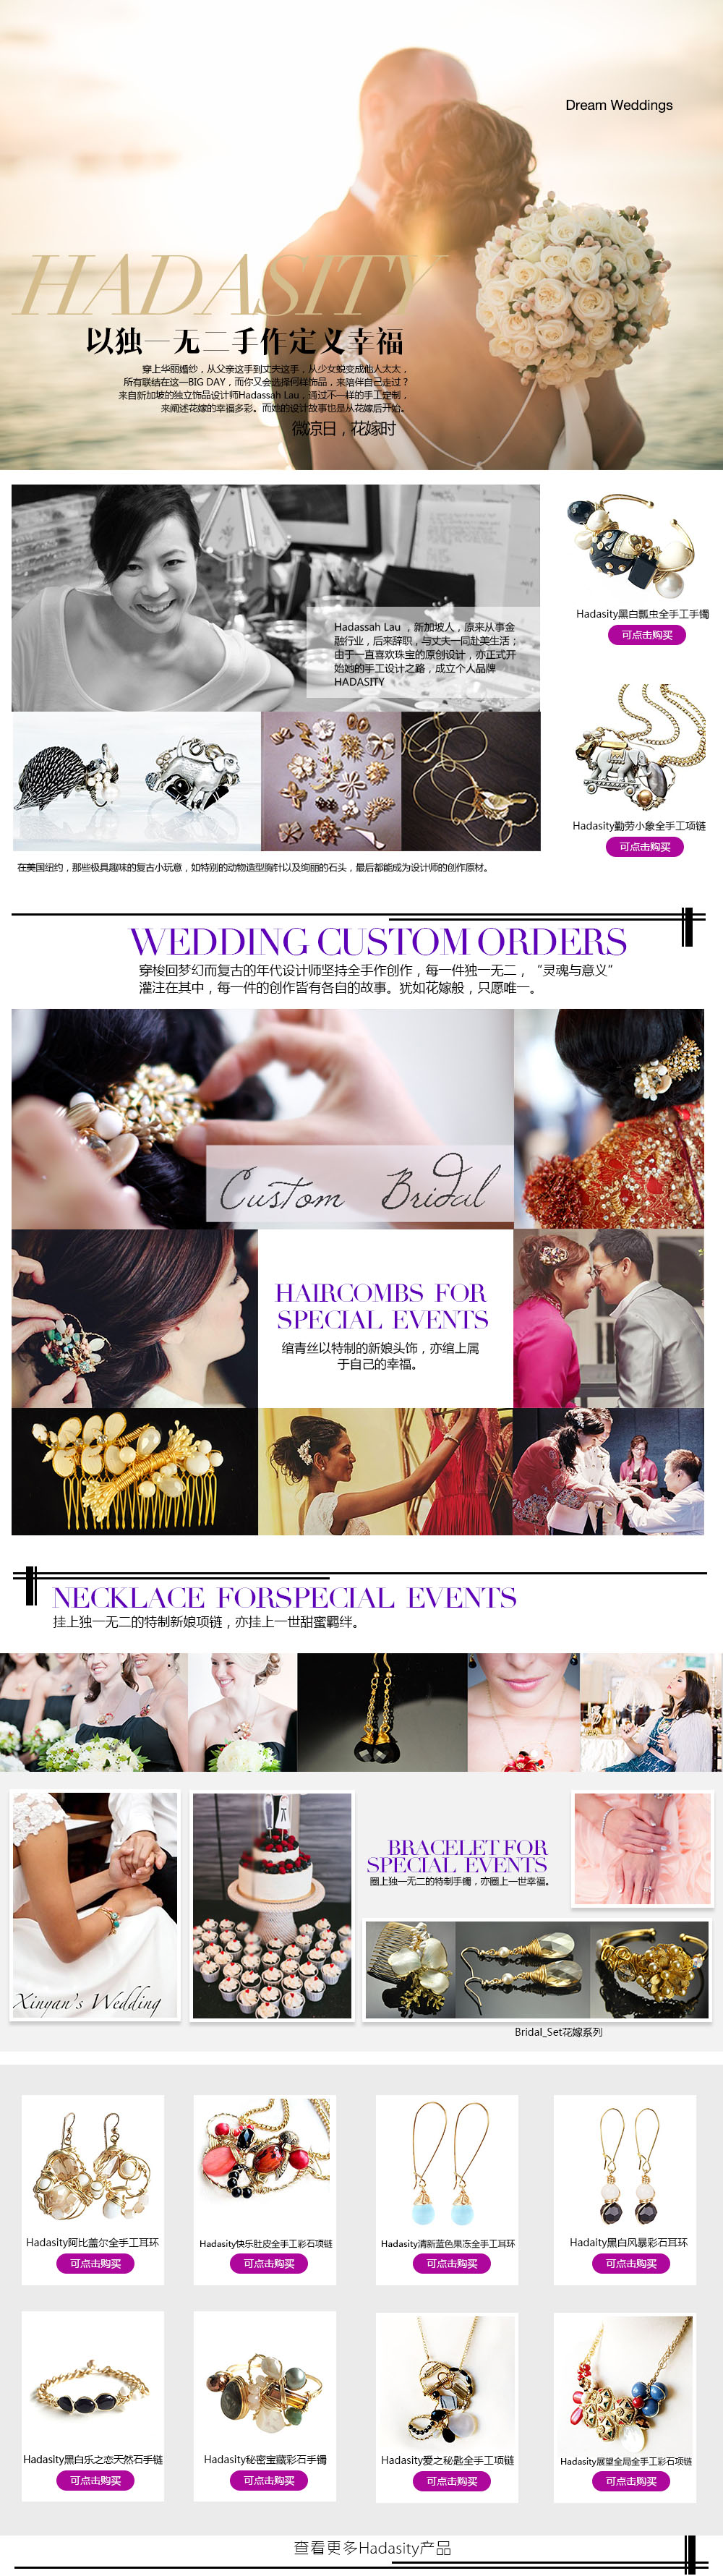 Dream Weddings
HADASITY
以独一无二手作定义幸福
穿上华丽婚纱，从父亲这手到丈夫这手，从少女蜕变成他人太太，
所有联结在这一BIG DAY，而你又会选择何样饰品，来陪伴自己走过？
来自新加坡的独立饰品设计师Hadassah Lau，通过不一样的手工定制，
来阐述花嫁的幸福多彩。而她的设计故事也是从花嫁后开始。
微凉日，花嫁时
Hadassah Lau ，新加坡人，原来从事金
融行业，后来辞职，与丈夫一同赴美生活；
由于一直喜欢珠宝的原创设计，亦正式开
始她的手工设计之路，成立个人品牌
HADASITY
Hadasity黑白瓢虫全手工手镯
可点击购买
Hadasity勤劳小象全手工项链
可点击购买
在美国纽约，那些极具趣味的复古小玩意，如特别的动物造型胸针以及绚丽的石头，最后都能成为设计师的创作原材。
WEDDING CUSTOM ORDERS
穿梭回梦幻而复古的年代设计师坚持全手作创作，每一件独一无二，“灵魂与意义”
灌注在其中，每一件的创作皆有各自的故事。犹如花嫁般，只愿唯一。
Custom Bridal
HAIRCOMBS FOR
SPECIAL EVENTS
绾青丝以特制的新娘头饰，亦绾上属
于自己的幸福。
NECKLACE FORSPECIAL EVENTS
挂上独一无二的特制新娘项链，亦挂上一世甜蜜羁绊。
BRACELET FOR
SPECIAL EVENTS
圈上独一无二的特制手镯，亦圈上一世幸福。
Xinyan's Wedding
Bridal_Set花嫁系列
Hadasity阿比盖尔全手工耳环
可点击购买
Hadasity快乐肚皮全手工彩石项链
可点击购买
Hadasity清新蓝色果冻全手工耳环
可点击购买
Hadaity黑白风暴彩石耳环
可点击购买
Hadasity黑白乐之恋天然石手链
可点击购买
Hadasity秘密宝藏彩石手镯
可点击购买
Hadasity爱之秘匙全手工项链
可点击购买
Hadasity展望全局全手工彩石项链
可点击购买
查看更多Hadasity产品